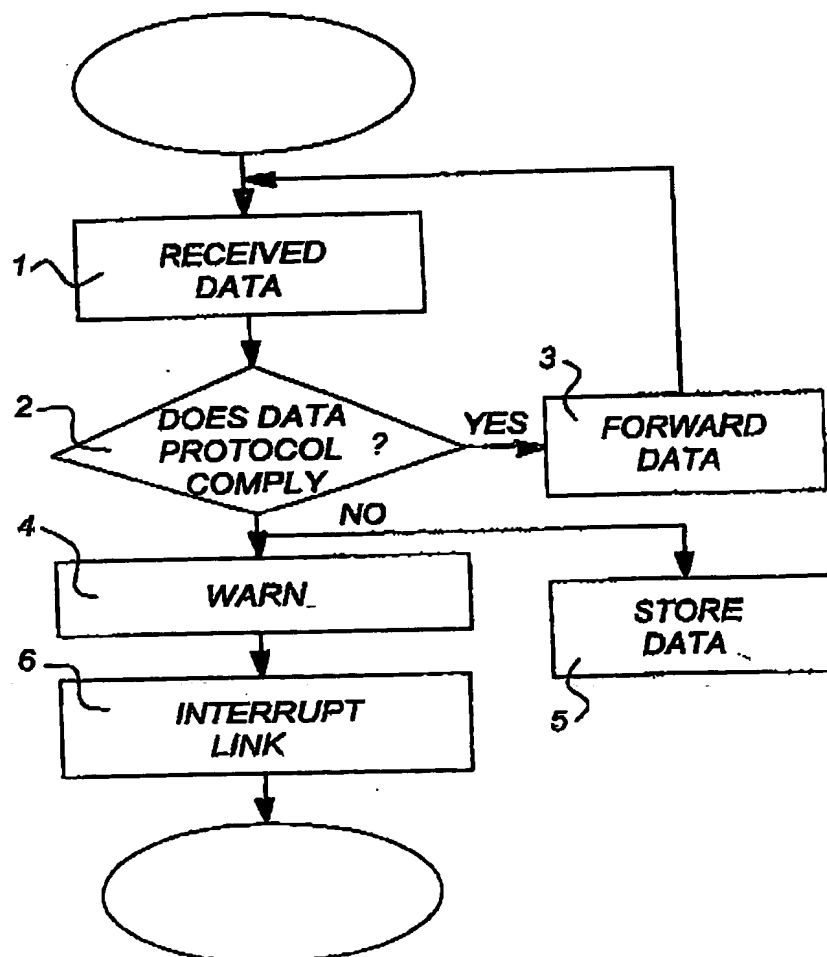 1
RECEIVED
DATA
2
DOES DATA
PROTOCOL ?
COMPLY
YES
3
FORWARD
DATA
NO
4
WARN
5
STORE
DATA
6
INTERRUPT
LINK